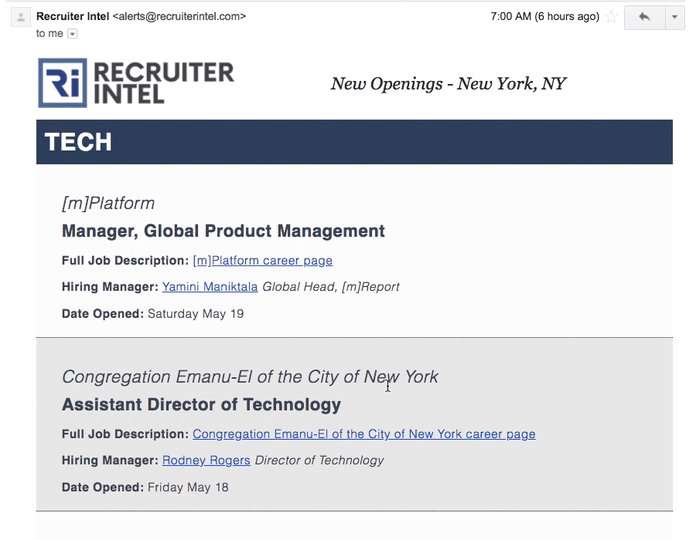 Recruiter Intel <alerts@recruiterintel.com>
7:00 AM (6 hours ago)
to me
Ri RECRUITER
INTEL
New Openings - New York, NY
TECH
[m]Platform
Manager, Global Product Management
Full Job Description: [m]Platform career page
Hiring Manager: Yamini Maniktala Global Head, [m]Report
Date Opened: Saturday May 19
Congregation Emanu-El of the City of New York
Assistant Director of Technology
Full Job Description: Congregation Emanu-El of the City of New York career page
Hiring Manager: Rodney Rogers Director of Technology
Date Opened: Friday May 18